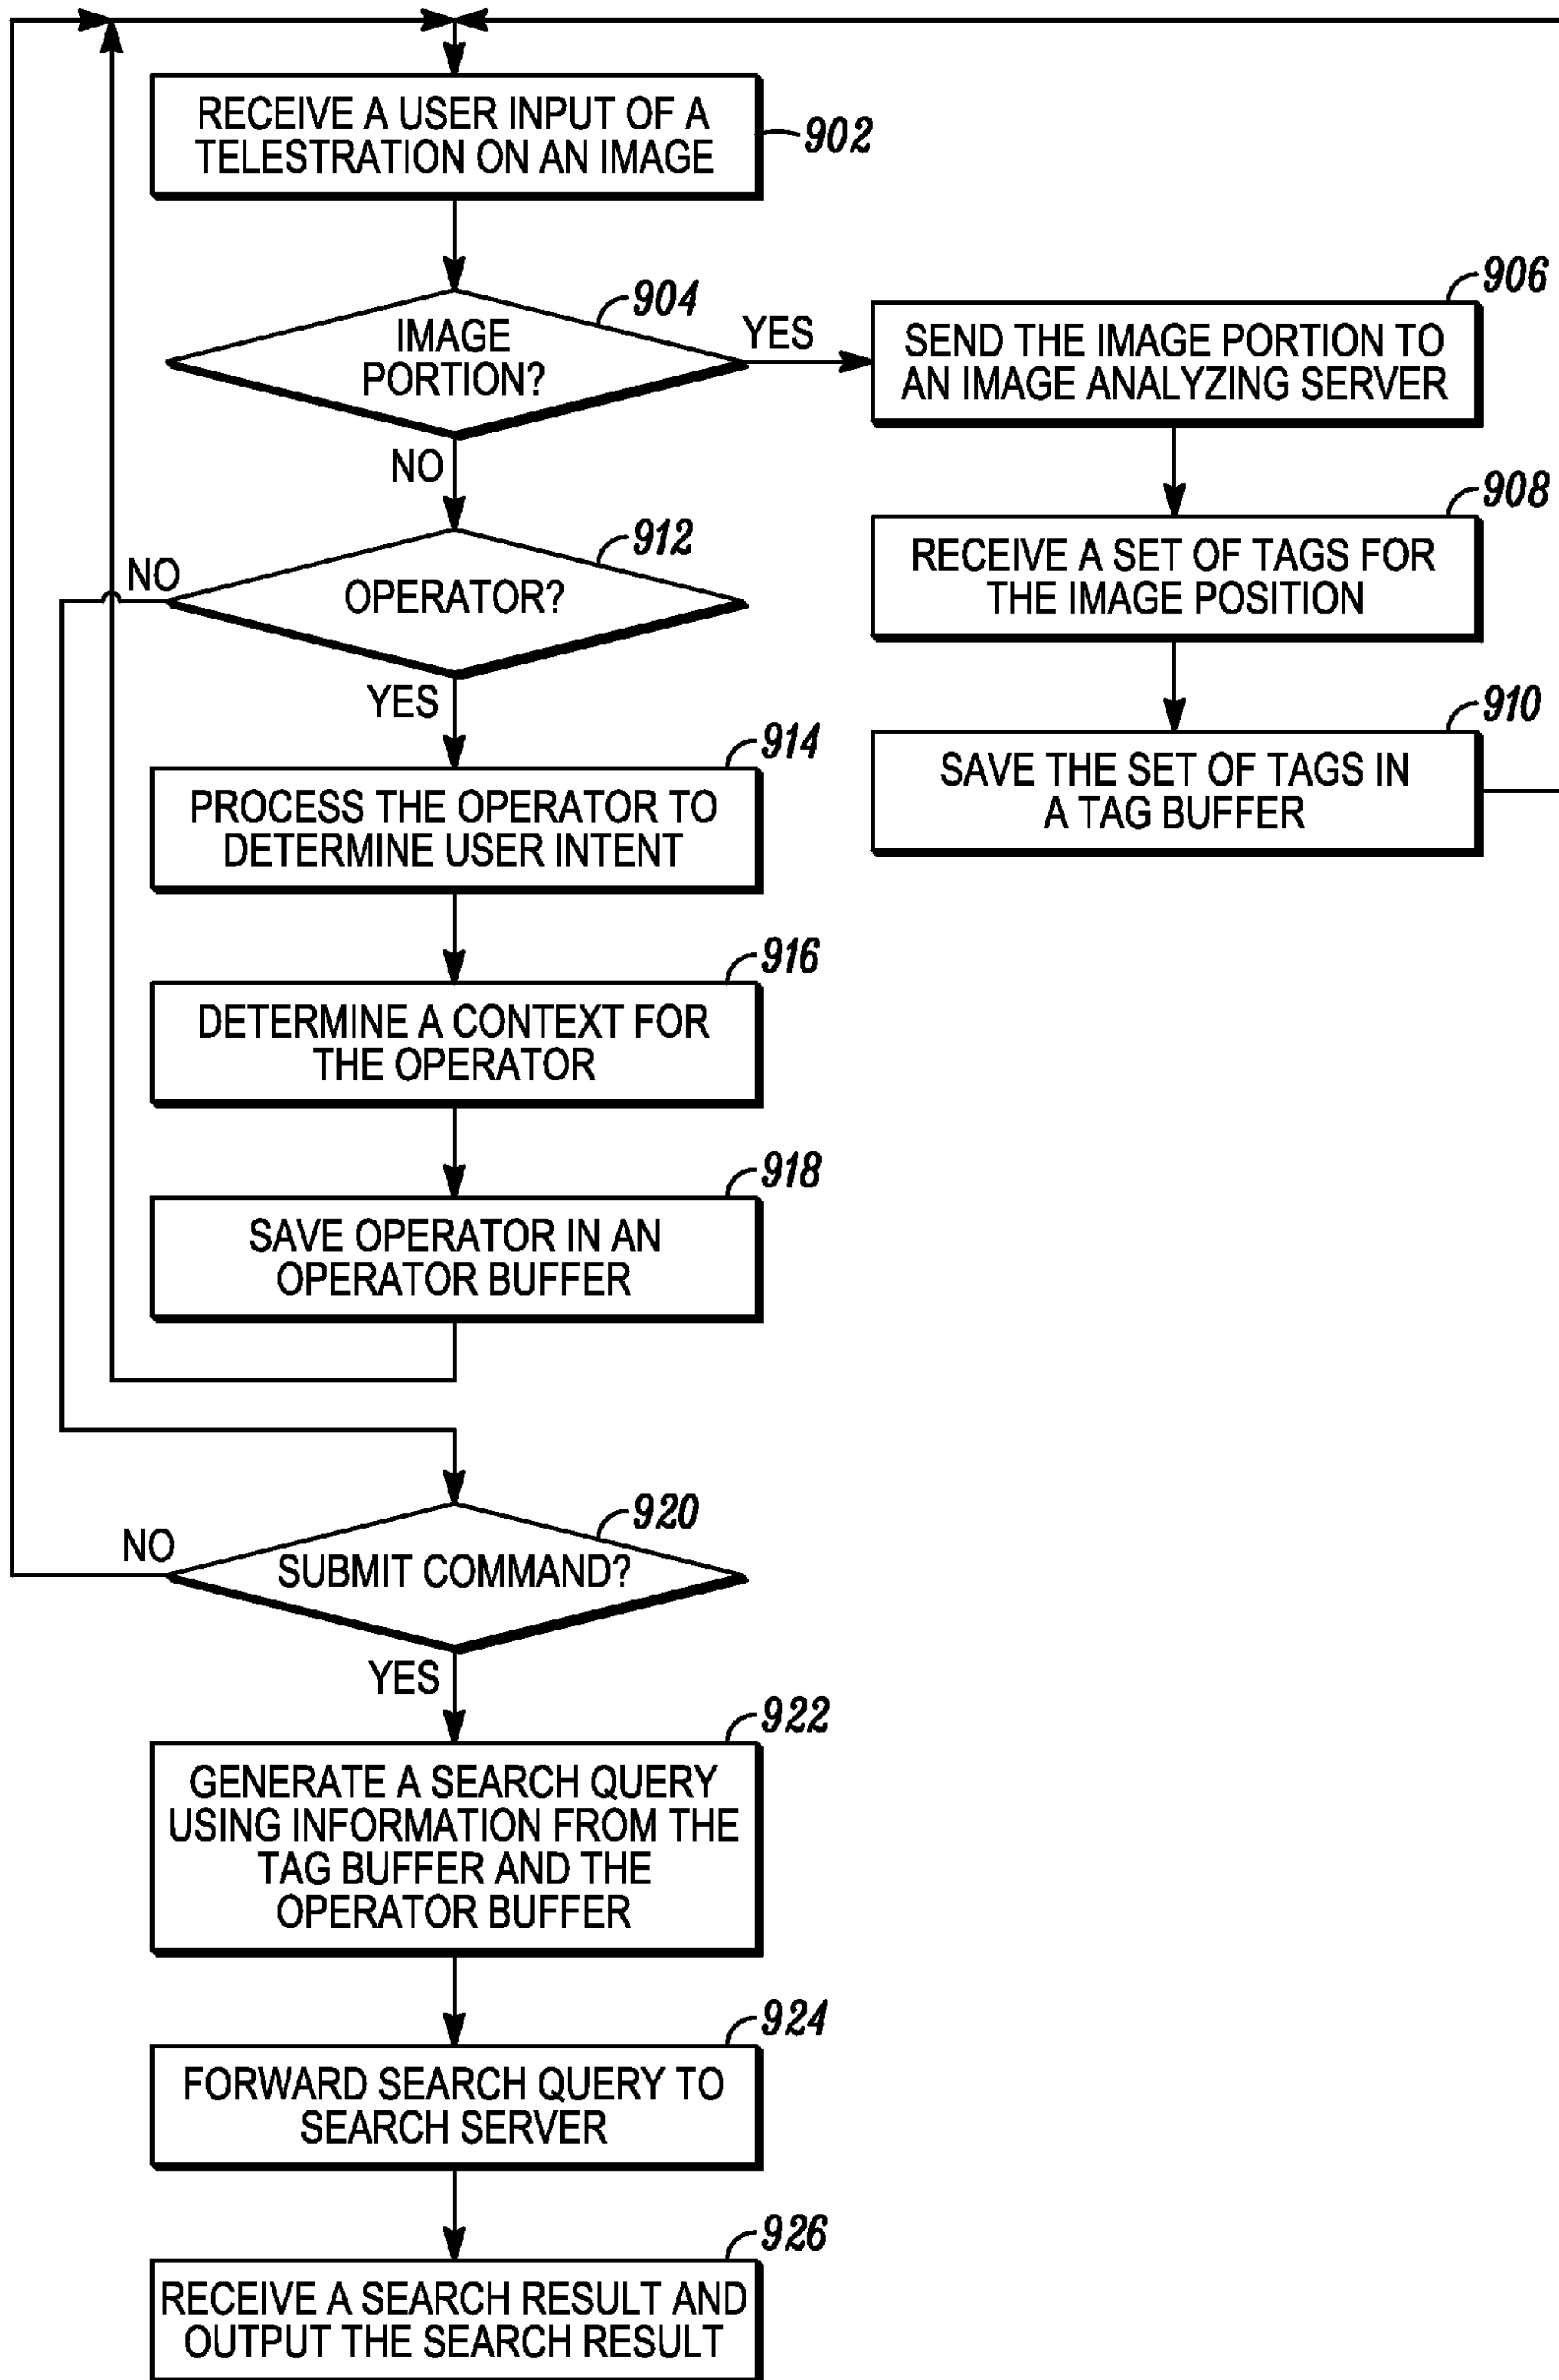 RECEIVE A USER INPUT OF A
TELESTRATION ON AN IMAGE
902
904
IMAGE
PORTION?
YES
NO
906
SEND THE IMAGE PORTION TO
AN IMAGE ANALYZING SERVER
908
RECEIVE A SET OF TAGS FOR
THE IMAGE POSITION
910
SAVE THE SET OF TAGS IN
A TAG BUFFER
912
NO
OPERATOR?
YES
914
PROCESS THE OPERATOR TO
DETERMINE USER INTENT
916
DETERMINE A CONTEXT FOR
THE OPERATOR
918
SAVE OPERATOR IN AN
OPERATOR BUFFER
920
NO
SUBMIT COMMAND?
YES
922
GENERATE A SEARCH QUERY
USING INFORMATION FROM THE
TAG BUFFER AND THE
OPERATOR BUFFER
924
FORWARD SEARCH QUERY TO
SEARCH SERVER
926
RECEIVE A SEARCH RESULT AND
OUTPUT THE SEARCH RESULT